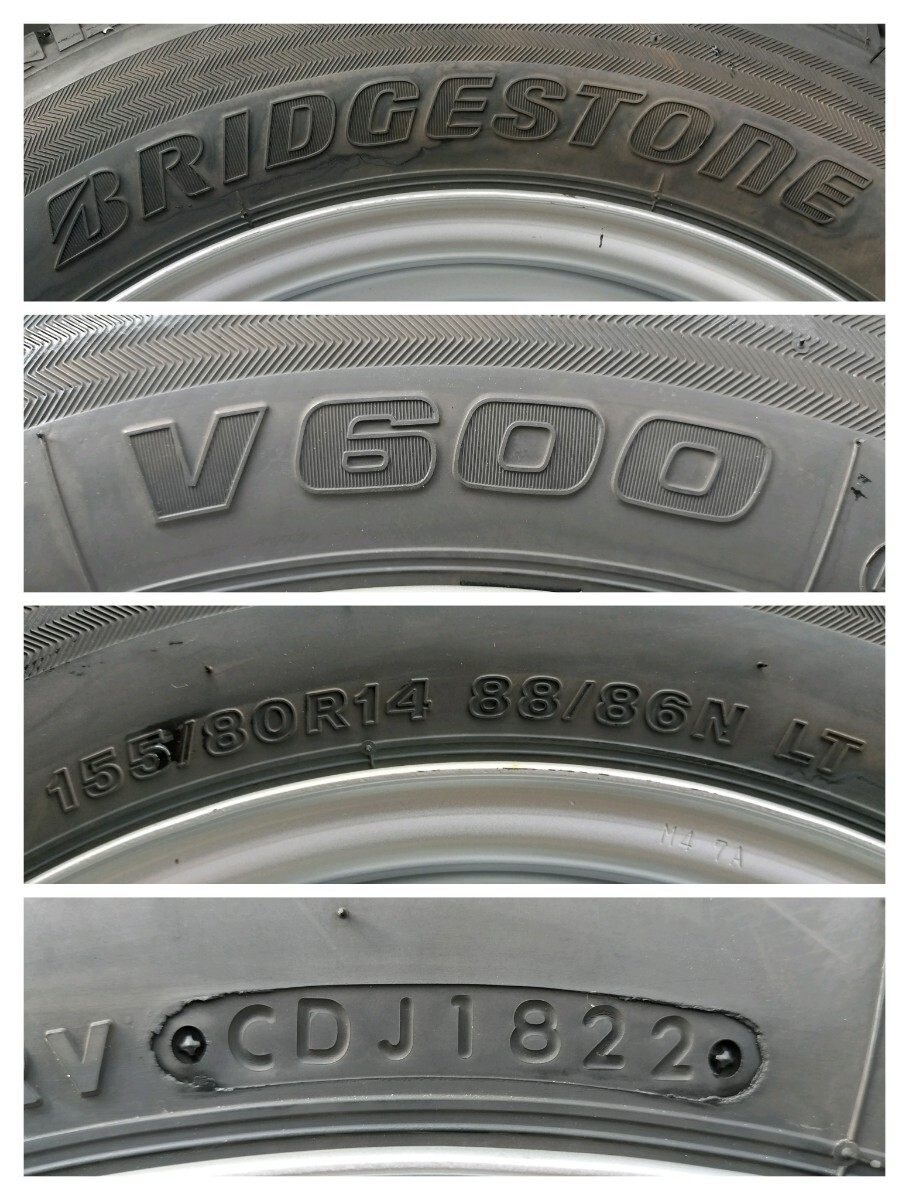 BRIDGESTONE
V600
155/80R14 88/86N LT
M4 7A
CDJ1822